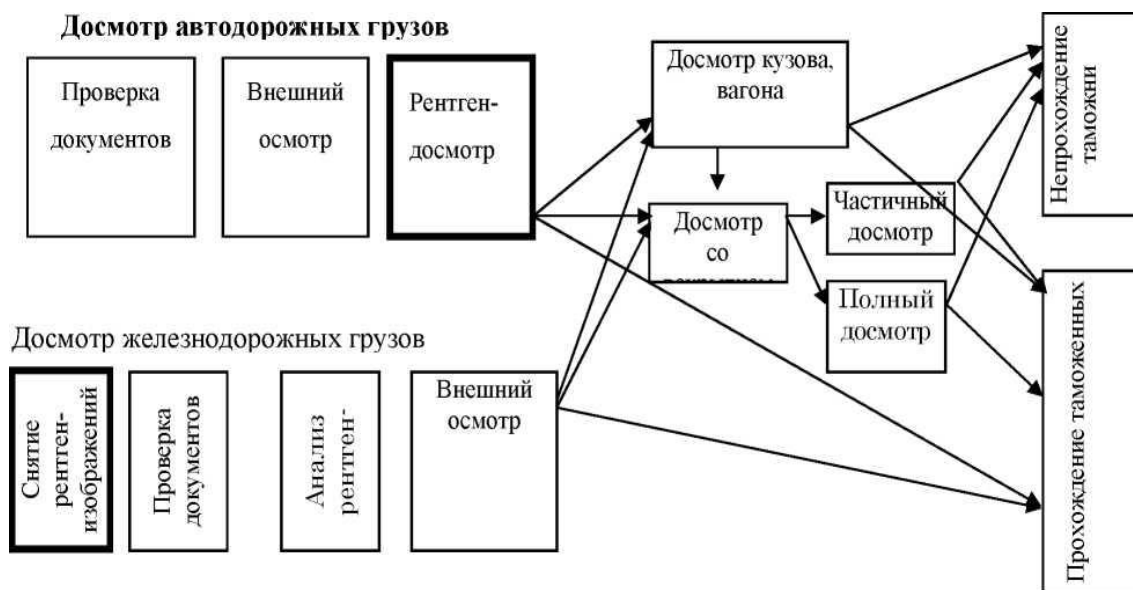 Досмотр автодорожных грузов
Проверка
документов
Внешний
осмотр
Рентген-
досмотр
Досмотр кузова,
вагона
Досмотр
со
Частичный
досмотр
Полный
досмотр
Непрохождение
таможни
Прохождение таможенных
Досмотр железнодорожных грузов
Снятие
рентген-
изображений
Проверка
документов
Анализ
рентген-
Внешний
осмотр